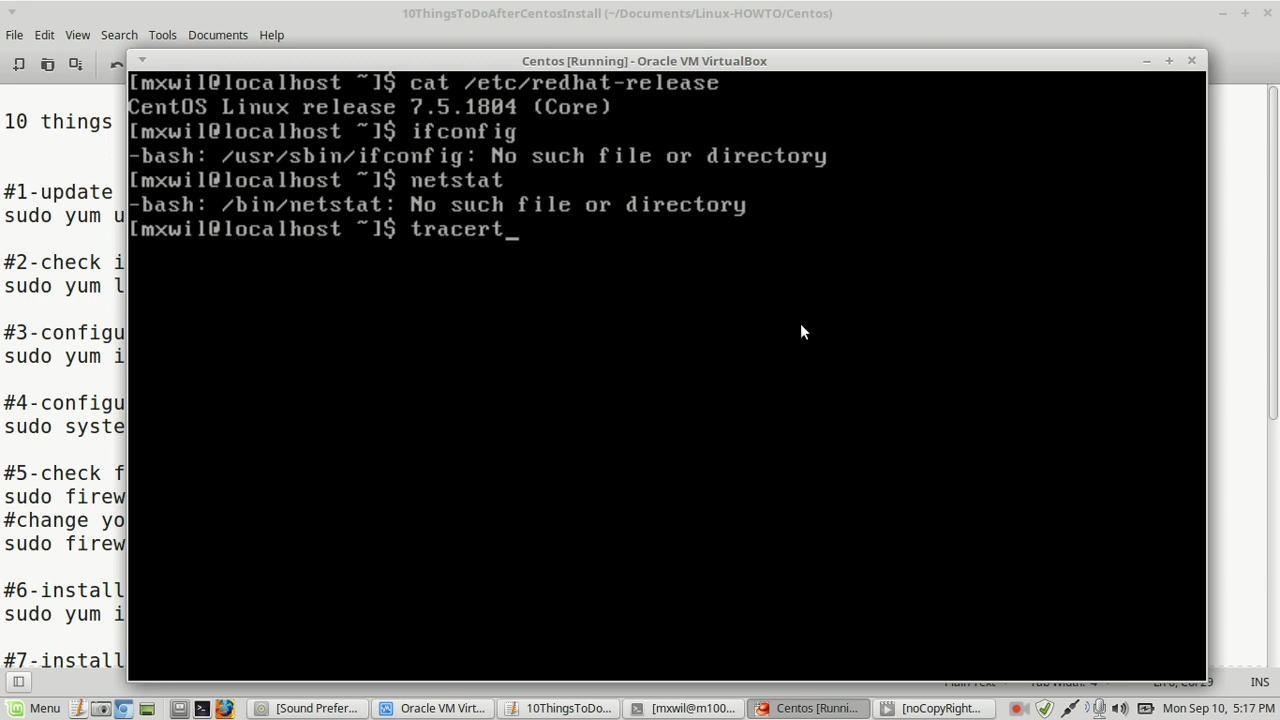 10ThingsToDoAfterCentosInstall (~/Documents/Linux-HOWTO/Centos)
File Edit View Search Tools Documents Help
Centos [Running] - Oracle VM VirtualBox
[mxwil@localhost ~]$ cat /etc/redhat-release
CentOS Linux release 7.5.1804 (Core)
[mxwil@localhost ~]$ ifconfig
-bash: /usr/sbin/ifconfig: No such file or directory
[mxwil@localhost ~]$ netstat
-bash: /bin/netstat: No such file or directory
[mxwil@localhost ~]$ tracert_
10 things
#1-update
sudo yum u
#2-check i
sudo yum l
#3-configu
sudo yum i
#4-configu
sudo syste
#5-check f
sudo firew
#change yo
sudo firew
#6-install
sudo yum i
#7-install
INS
Menu [Sound Prefer... Oracle VM Virt... 10ThingsToDo... [mxwil@m100... Centos [Runni... [noCopyRight... Mon Sep 10, 5:17 PM